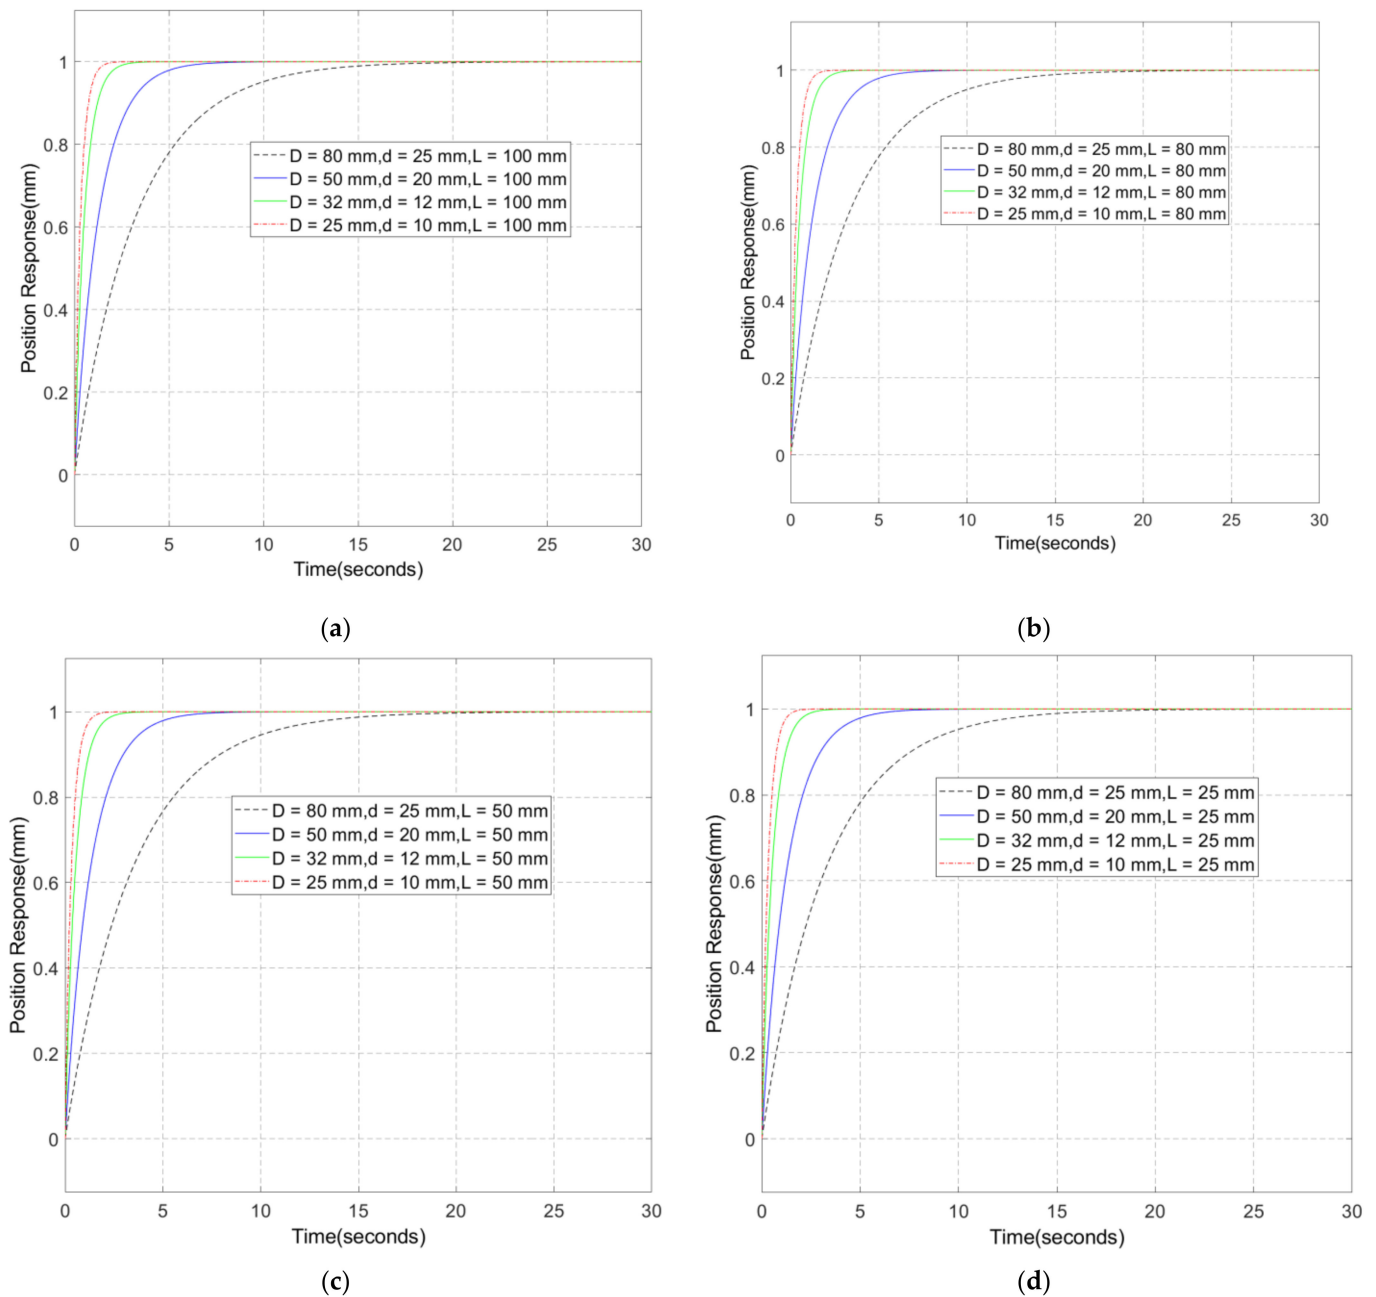 1
0.8
0.6
0.4
0.2
0
Position Response(mm)
D = 80 mm,d = 25 mm,L = 100 mm
D = 50 mm,d = 20 mm,L = 100 mm
D = 32 mm,d = 12 mm,L = 100 mm
D = 25 mm,d = 10 mm,L = 100 mm
0 5 10 15 20 25 30
Time(seconds)
(a)
1
0.8
0.6
0.4
0.2
0
Position Response(mm)
D = 80 mm,d = 25 mm,L = 80 mm
D = 50 mm,d = 20 mm,L = 80 mm
D = 32 mm,d = 12 mm,L = 80 mm
D = 25 mm,d = 10 mm,L = 80 mm
0 5 10 15 20 25 30
Time(seconds)
(b)
1
0.8
0.6
0.4
0.2
0
Position Response(mm)
D = 80 mm,d = 25 mm,L = 50 mm
D = 50 mm,d = 20 mm,L = 50 mm
D = 32 mm,d = 12 mm,L = 50 mm
D = 25 mm,d = 10 mm,L = 50 mm
0 5 10 15 20 25 30
Time(seconds)
(c)
1
0.8
0.6
0.4
0.2
0
Position Response(mm)
D = 80 mm,d = 25 mm,L = 25 mm
D = 50 mm,d = 20 mm,L = 25 mm
D = 32 mm,d = 12 mm,L = 25 mm
D = 25 mm,d = 10 mm,L = 25 mm
0 5 10 15 20 25 30
Time(seconds)
(d)